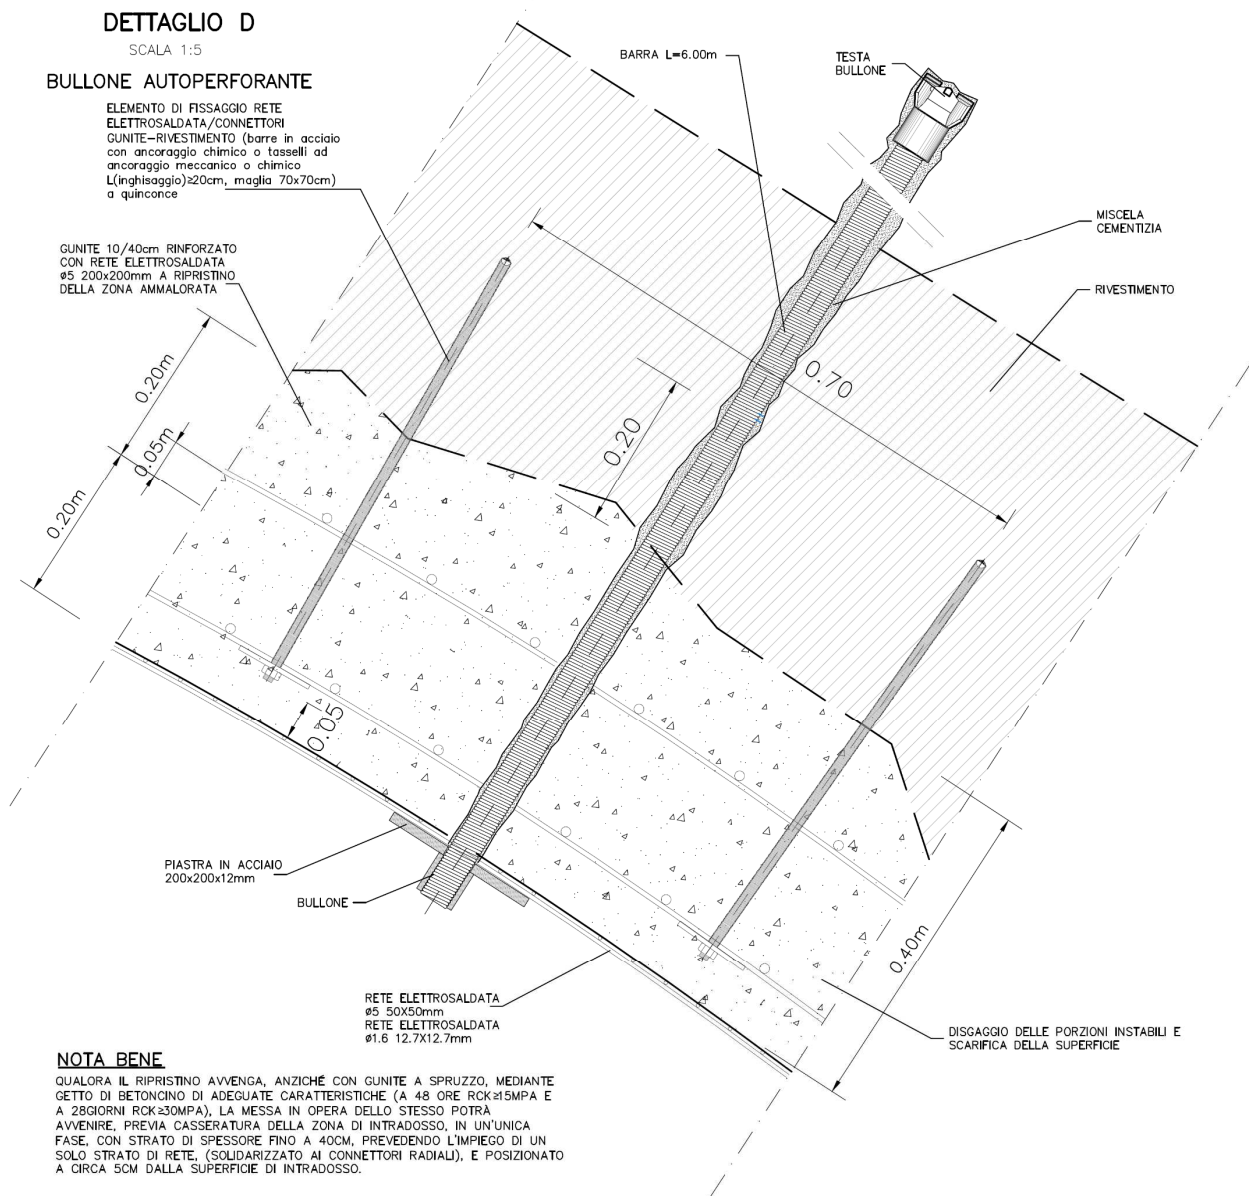 DETTAGLIO D
SCALA 1:5
BULLONE AUTOPERFORANTE
ELEMENTO DI FISSAGGIO RETE
ELETTROSALDATA/CONNETTORI
GUNITE-RIVESTIMENTO (barre in acciaio
con ancoraggio chimico o tasselli ad
ancoraggio meccanico o chimico
L(inghisaggio)≥20cm, maglia 70x70cm)
a quinconce
GUNITE 10/40cm RINFORZATO
CON RETE ELETTROSALDATA
ø5 200x200mm A RIPRISTINO
DELLA ZONA AMMALORATA
BARRA L=6.00m
TESTA
BULLONE
MISCELA
CEMENTIZIA
RIVESTIMENTO
0.20m
0.05m
0.20m
0.20
0.70
0.05
0.40m
PIASTRA IN ACCIAIO
200x200x12mm
BULLONE
RETE ELETTROSALDATA
ø5 50X50mm
RETE ELETTROSALDATA
ø1.6 12.7X12.7mm
DISGAGGIO DELLE PORZIONI INSTABILI E
SCARIFICA DELLA SUPERFICIE
NOTA BENE
QUALORA IL RIPRISTINO AVVENGA, ANZICHÉ CON GUNITE A SPRUZZO, MEDIANTE
GETTO DI BETONCINO DI ADEGUATE CARATTERISTICHE (A 48 ORE RCK≥15MPA E
A 28GIORNI RCK≥30MPA), LA MESSA IN OPERA DELLO STESSO POTRÀ
AVVENIRE, PREVIA CASSERATURA DELLA ZONA DI INTRADOSSO, IN UN'UNICA
FASE, CON STRATO DI SPESSORE FINO A 40CM, PREVEDENDO L'IMPIEGO DI UN
SOLO STRATO DI RETE, (SOLIDARIZZATO AI CONNETTORI RADIALI), E POSIZIONATO
A CIRCA 5CM DALLA SUPERFICIE DI INTRADOSSO.